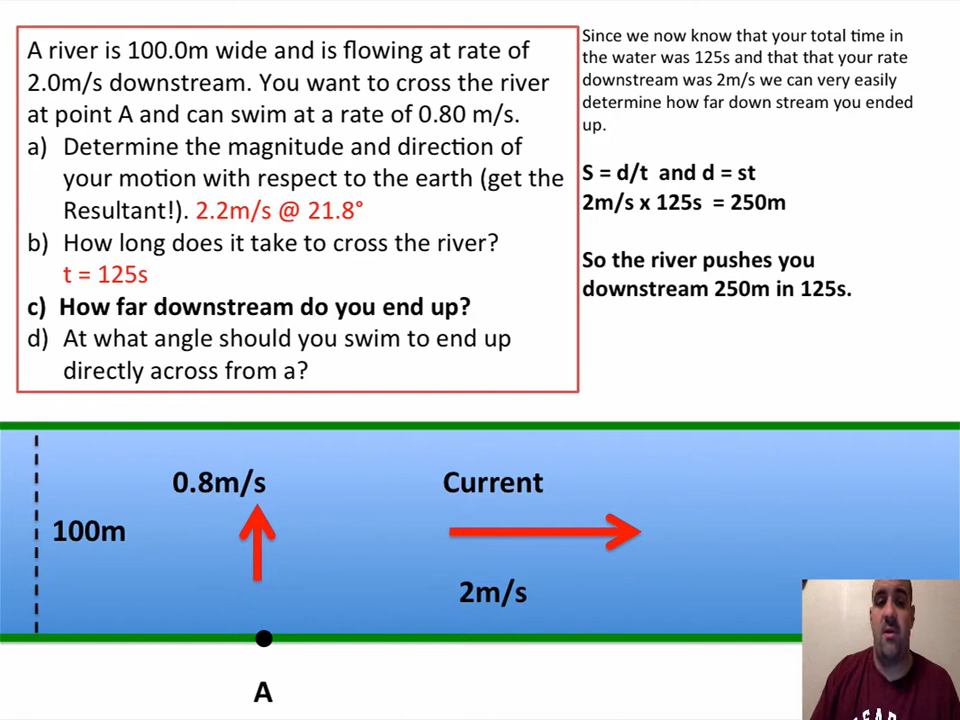 A river is 100.0m wide and is flowing at rate of
2.0m/s downstream. You want to cross the river
at point A and can swim at a rate of 0.80 m/s.
a) Determine the magnitude and direction of
your motion with respect to the earth (get the
Resultant!). 2.2m/s @ 21.8°
b) How long does it take to cross the river?
t = 125s
c) How far downstream do you end up?
d) At what angle should you swim to end up
directly across from a?
Since we now know that your total time in
the water was 125s and that that your rate
downstream was 2m/s we can very easily
determine how far down stream you ended
up.
S = d/t and d = st
2m/s x 125s = 250m
So the river pushes you
downstream 250m in 125s.
0.8m/s
Current
100m
2m/s
A